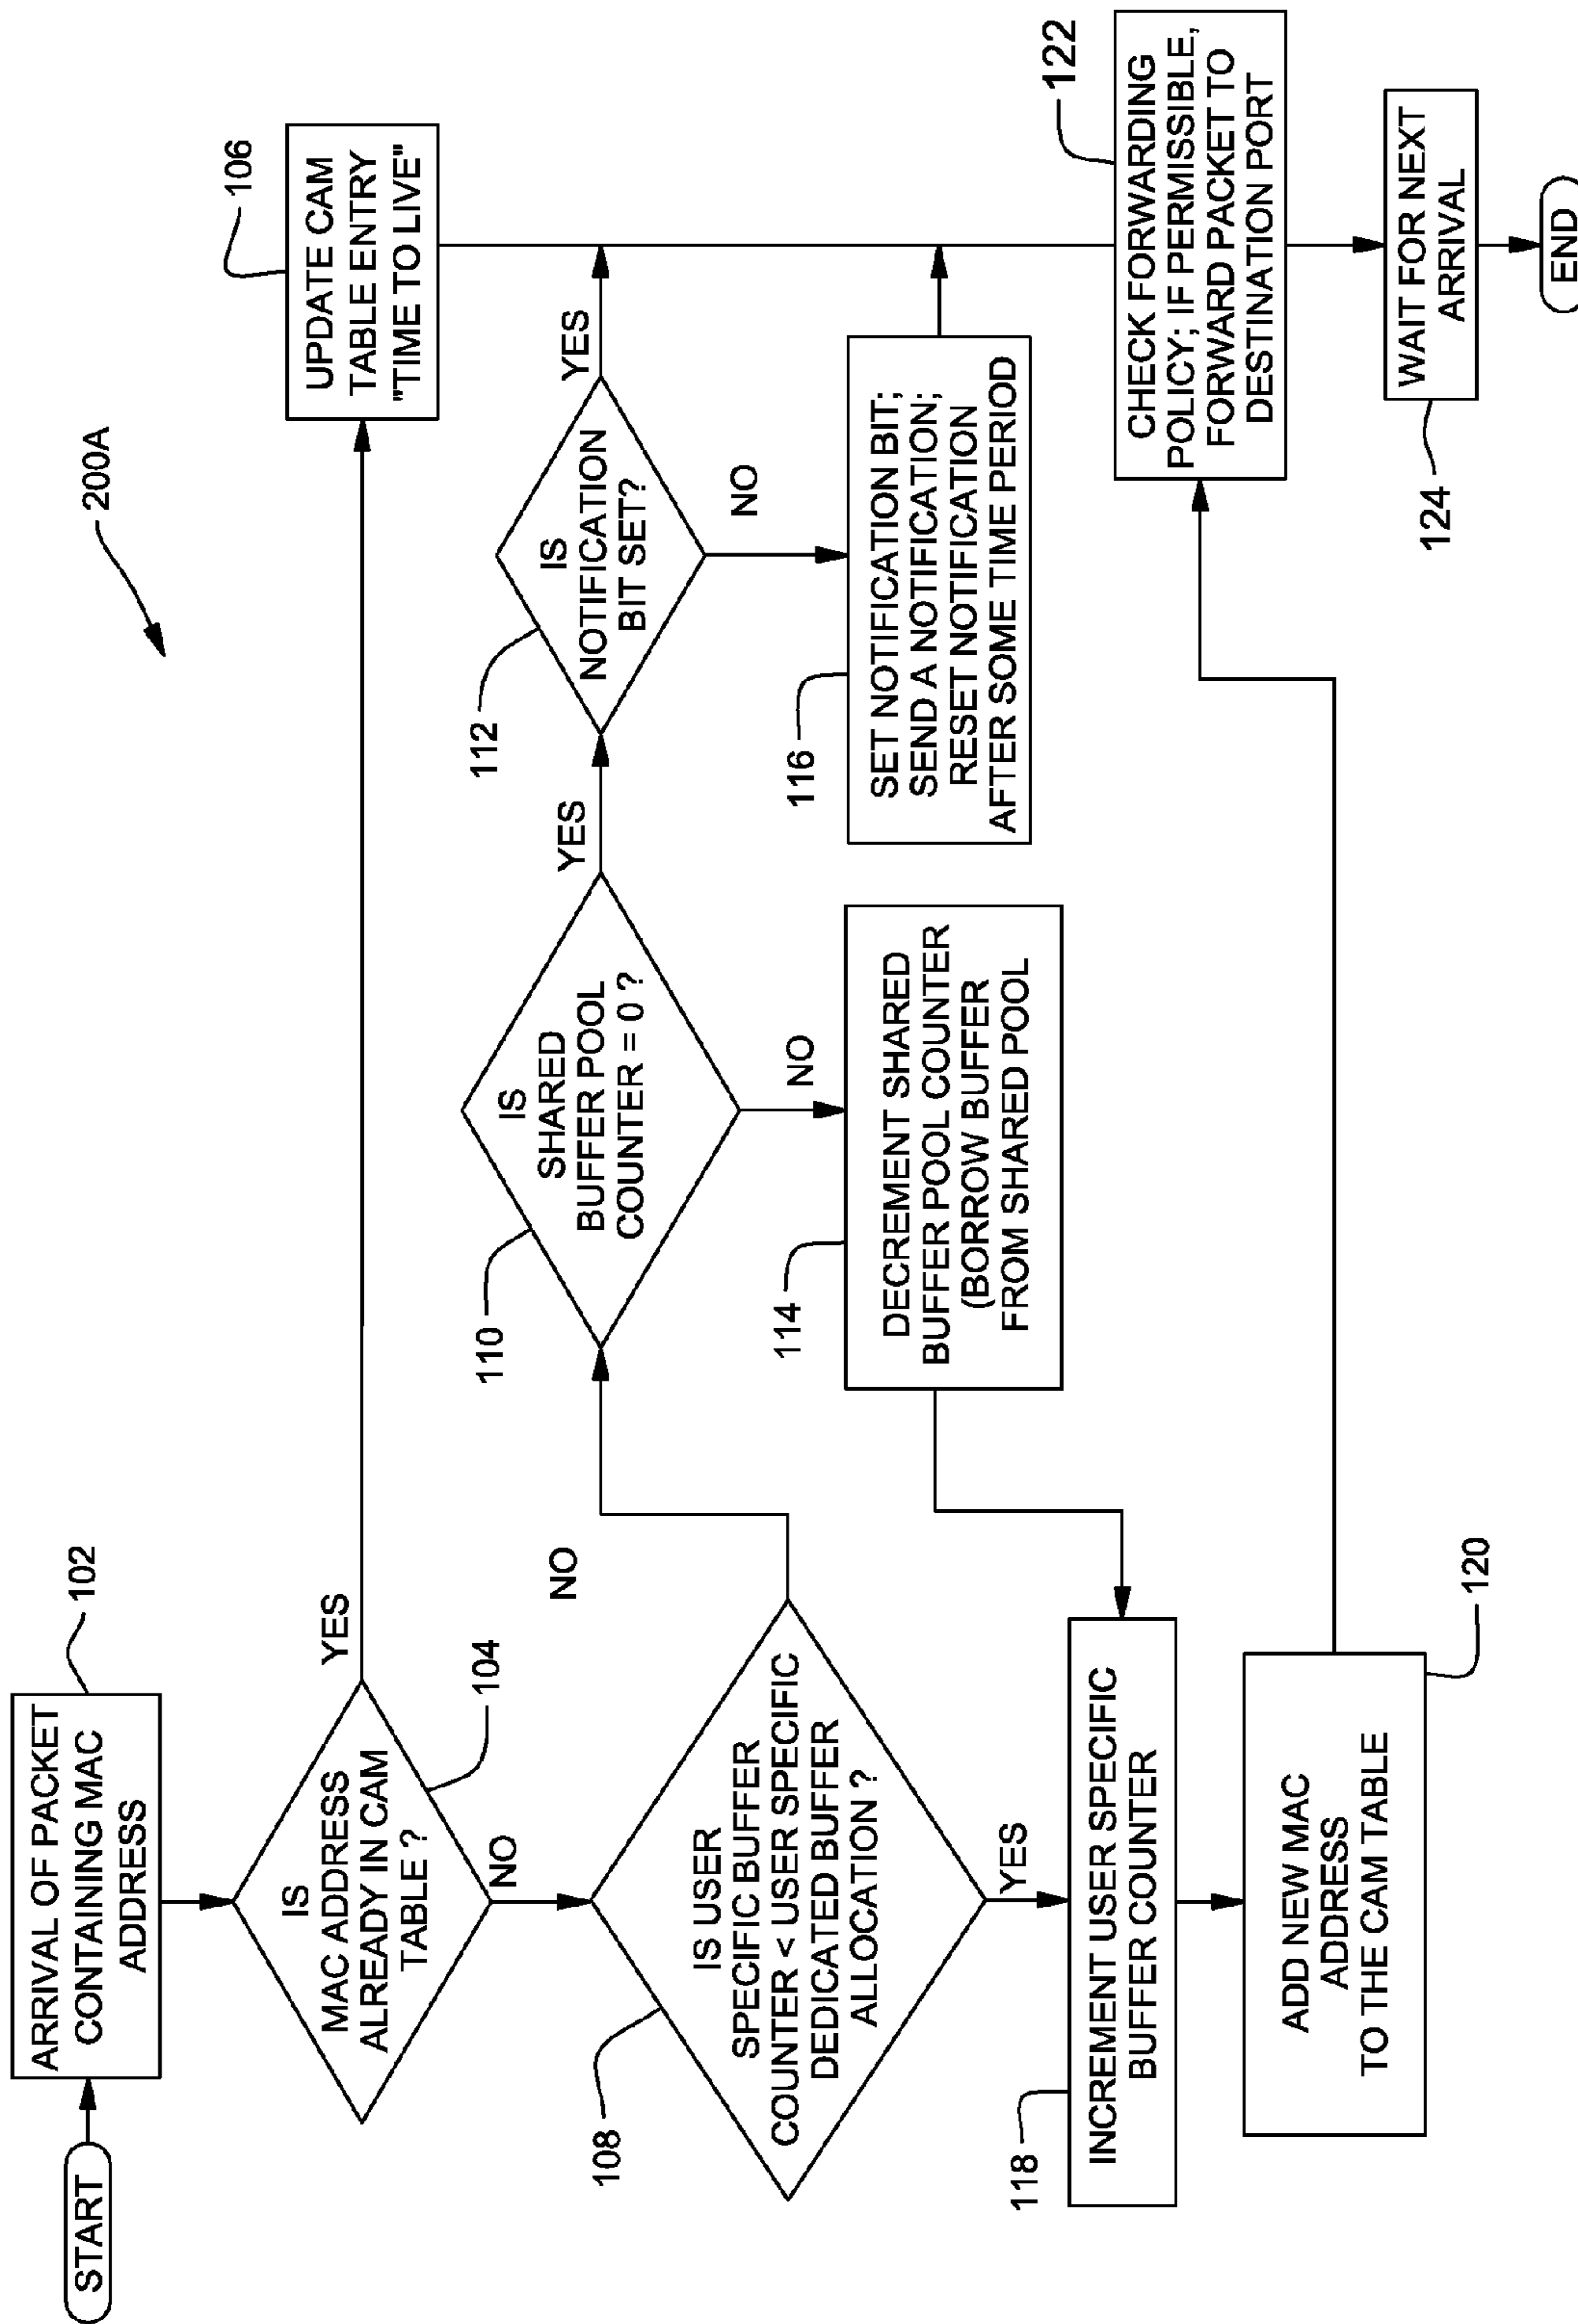 200A
START
ARRIVAL OF PACKET
CONTAINING MAC
ADDRESS
102
IS
MAC ADDRESS
ALREADY IN CAM
TABLE ?
104
YES
NO
UPDATE CAM
TABLE ENTRY
"TIME TO LIVE"
106
IS USER
SPECIFIC BUFFER
COUNTER < USER SPECIFIC
DEDICATED BUFFER
ALLOCATION ?
108
NO
YES
IS
SHARED
BUFFER POOL
COUNTER = 0 ?
110
YES
NO
IS
NOTIFICATION
BIT SET?
112
YES
NO
DECREMENT SHARED
BUFFER POOL COUNTER
(BORROW BUFFER
FROM SHARED POOL
114
SET NOTIFICATION BIT;
SEND A NOTIFICATION;
RESET NOTIFICATION
AFTER SOME TIME PERIOD
116
INCREMENT USER SPECIFIC
BUFFER COUNTER
118
ADD NEW MAC
ADDRESS
TO THE CAM TABLE
120
CHECK FORWARDING
POLICY; IF PERMISSIBLE,
FORWARD PACKET TO
DESTINATION PORT
122
WAIT FOR NEXT
ARRIVAL
124
END